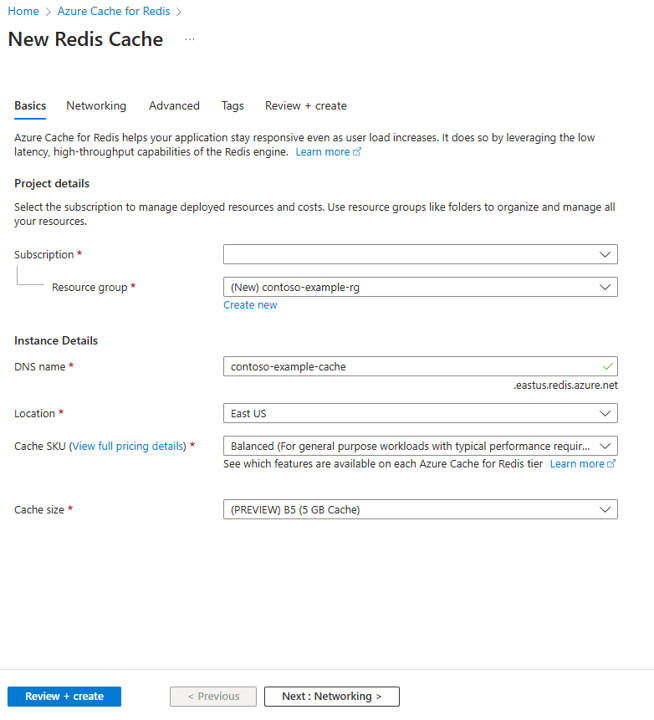 Home > Azure Cache for Redis >
New Redis Cache ...
Basics Networking Advanced Tags Review + create
Azure Cache for Redis helps your application stay responsive even as user load increases. It does so by leveraging the low
latency, high-throughput capabilities of the Redis engine. Learn more
Project details
Select the subscription to manage deployed resources and costs. Use resource groups like folders to organize and manage all
your resources.
Subscription *
Resource group * (New) contoso-example-rg
Create new
Instance Details
DNS name * contoso-example-cache
.eastus.redis.azure.net
Location * East US
Cache SKU (View full pricing details) * Balanced (For general purpose workloads with typical performance requir...
See which features are available on each Azure Cache for Redis tier Learn more
Cache size * (PREVIEW) B5 (5 GB Cache)
Review + create < Previous Next : Networking >